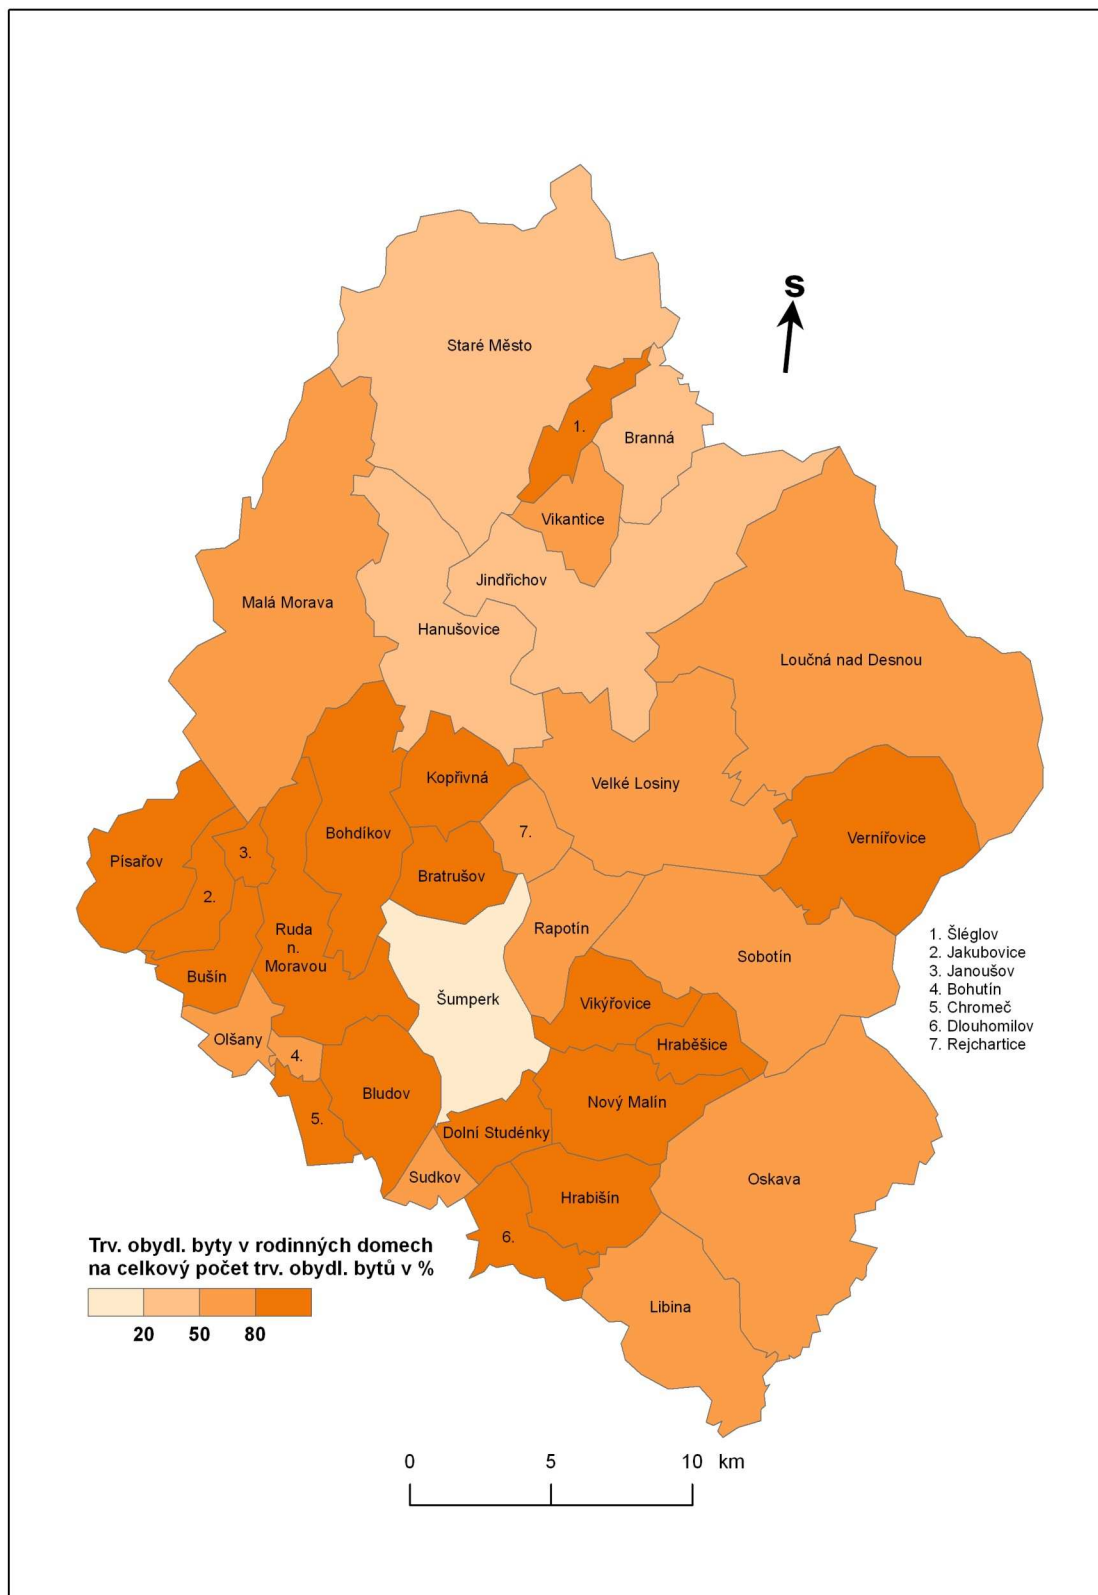 S
Staré Město
1.
Branná
Vikantice
Jindřichov
Malá Morava
Hanušovice
Loučná nad Desnou
Kopřivná
Velké Losiny
Bohdíkov
7.
Vernířovice
3.
Písařov
Bratrušov
2.
Ruda
n.
Moravou
Rapotín
Sobotín
Bušín
Šumperk
Vikýřovice
Olšany
4.
Hraběšice
Bludov
Nový Malín
5.
Dolní Studénky
Sudkov
Oskava
Hrabišín
6.
Libina
1. Šléglov
2. Jakubovice
3. Janoušov
4. Bohutín
5. Chromeč
6. Dlouhomilov
7. Rejchartice
Trv. obydl. byty v rodinných domech
na celkový počet trv. obydl. bytů v %
20 50 80
0 5 10 km